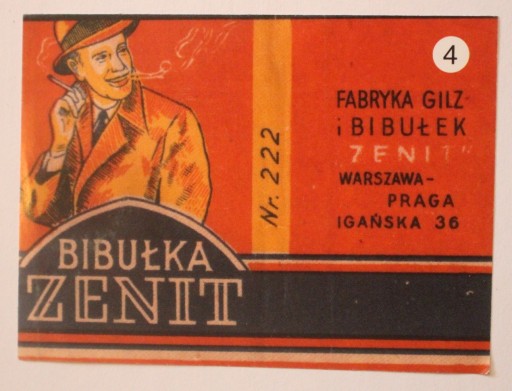 4
FABRYKA GILZ
i BIBUŁEK
"ZENIT"
WARSZAWA-
PRAGA
IGAŃSKA 36
Nr. 222
BIBUŁKA
ZENIT